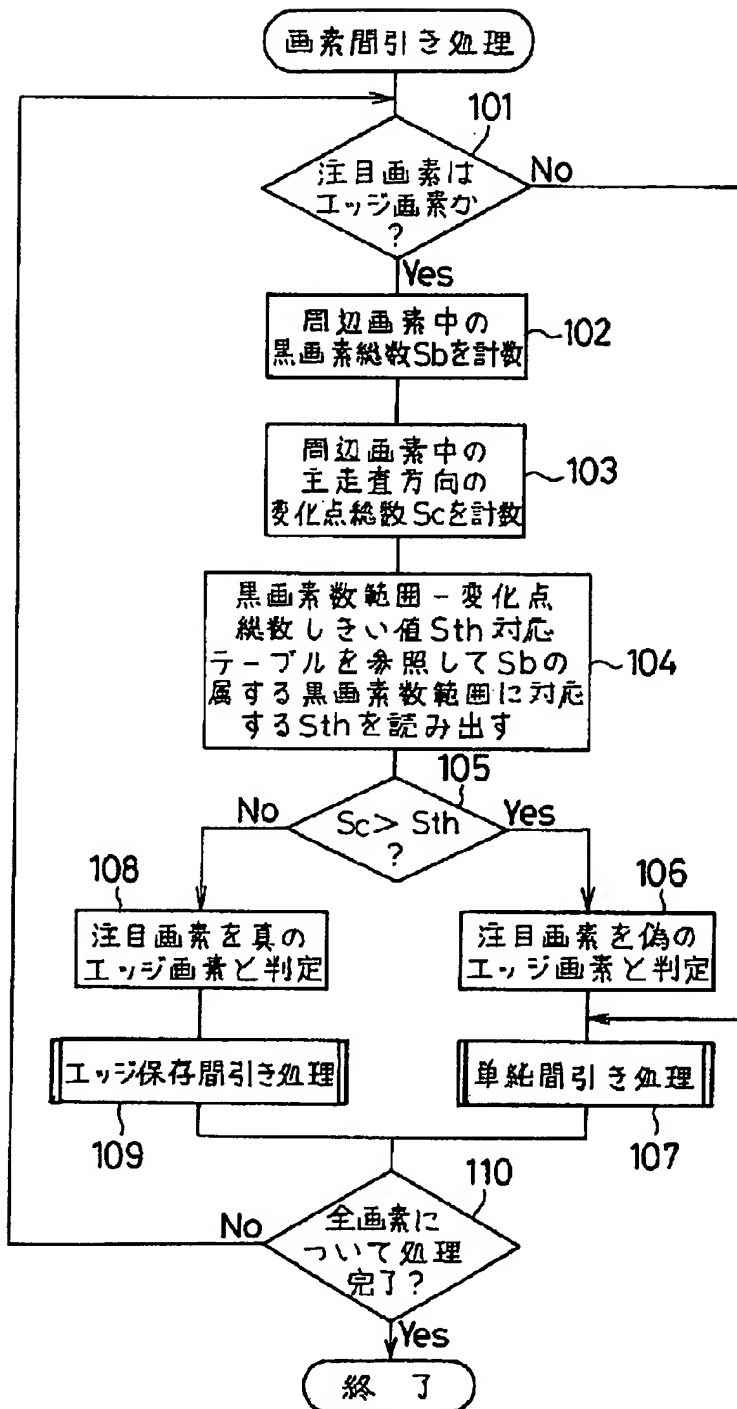 画素間引き処理
101
注目画素は
エッジ画素か
?
No
Yes
周辺画素中の
黒画素総数Sbを計数
102
周辺画素中の
主走査方向の
変化点総数Scを計数
103
黒画素数範囲-変化点
総数しきい値Sth対応
テーブルを参照してSbの
属する黒画素数範囲に対応
するSthを読み出す
104
105
No
Sc> Sth
?
Yes
108
注目画素を真の
エッジ画素と判定
106
注目画素を偽の
エッジ画素と判定
エッジ保存間引き処理
109
単純間引き処理
107
110
No
全画素に
ついて処理
完了?
Yes
終了